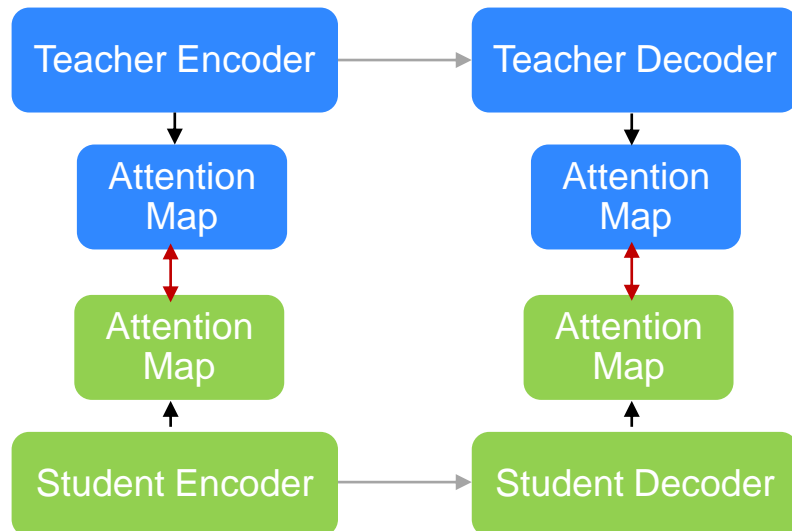 Teacher Encoder
Teacher Decoder
Attention
Map
Attention
Map
Attention
Map
Attention
Map
Student Encoder
Student Decoder